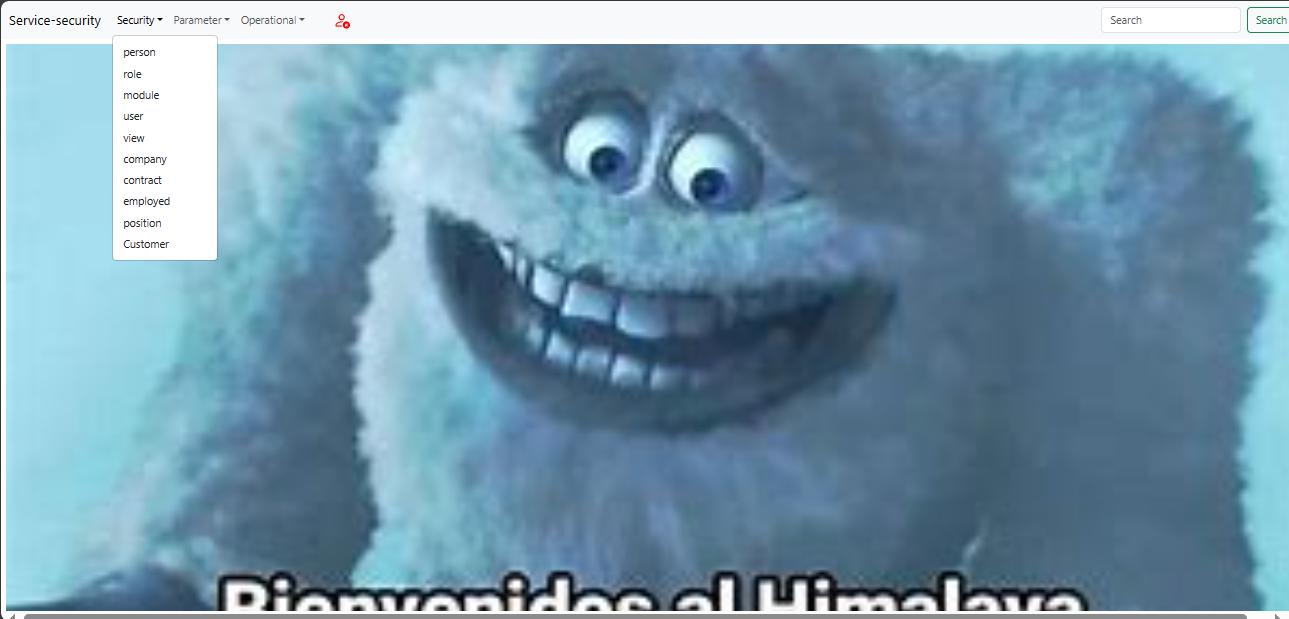 Service-security Security Parameter Operational Search Search
person
role
module
user
view
company
contract
employed
position
Customer
Bienvenidos al Himalaya